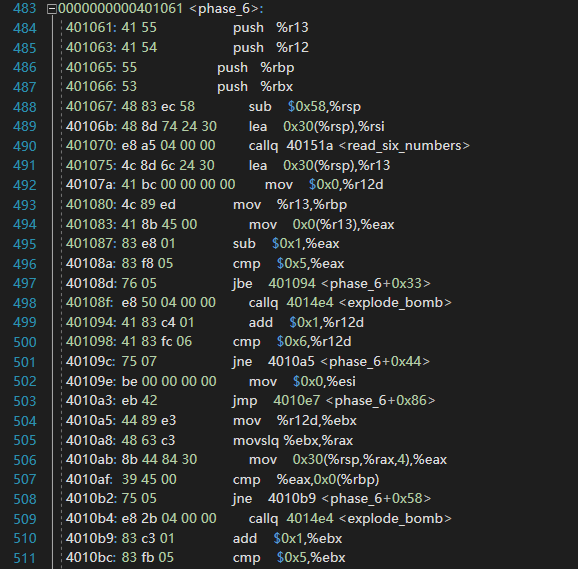 483 0000000000401061 <phase_6>:
484 401061: 41 55 push %r13
485 401063: 41 54 push %r12
486 401065: 55 push %rbp
487 401066: 53 push %rbx
488 401067: 48 83 ec 58 sub $0x58,%rsp
489 40106b: 48 8d 74 24 30 lea 0x30(%rsp),%rsi
490 401070: e8 a5 04 00 00 callq 40151a <read_six_numbers>
491 401075: 4c 8d 6c 24 30 lea 0x30(%rsp),%r13
492 40107a: 41 bc 00 00 00 00 mov $0x0,%r12d
493 401080: 4c 89 ed mov %r13,%rbp
494 401083: 41 8b 45 00 mov 0x0(%r13),%eax
495 401087: 83 e8 01 sub $0x1,%eax
496 40108a: 83 f8 05 cmp $0x5,%eax
497 40108d: 76 05 jbe 401094 <phase_6+0x33>
498 40108f: e8 50 04 00 00 callq 4014e4 <explode_bomb>
499 401094: 41 83 c4 01 add $0x1,%r12d
500 401098: 41 83 fc 06 cmp $0x6,%r12d
501 40109c: 75 07 jne 4010a5 <phase_6+0x44>
502 40109e: be 00 00 00 00 mov $0x0,%esi
503 4010a3: eb 42 jmp 4010e7 <phase_6+0x86>
504 4010a5: 44 89 e3 mov %r12d,%ebx
505 4010a8: 48 63 c3 movslq %ebx,%rax
506 4010ab: 8b 44 84 30 mov 0x30(%rsp,%rax,4),%eax
507 4010af: 39 45 00 cmp %eax,0x0(%rbp)
508 4010b2: 75 05 jne 4010b9 <phase_6+0x58>
509 4010b4: e8 2b 04 00 00 callq 4014e4 <explode_bomb>
510 4010b9: 83 c3 01 add $0x1,%ebx
511 4010bc: 83 fb 05 cmp $0x5,%ebx